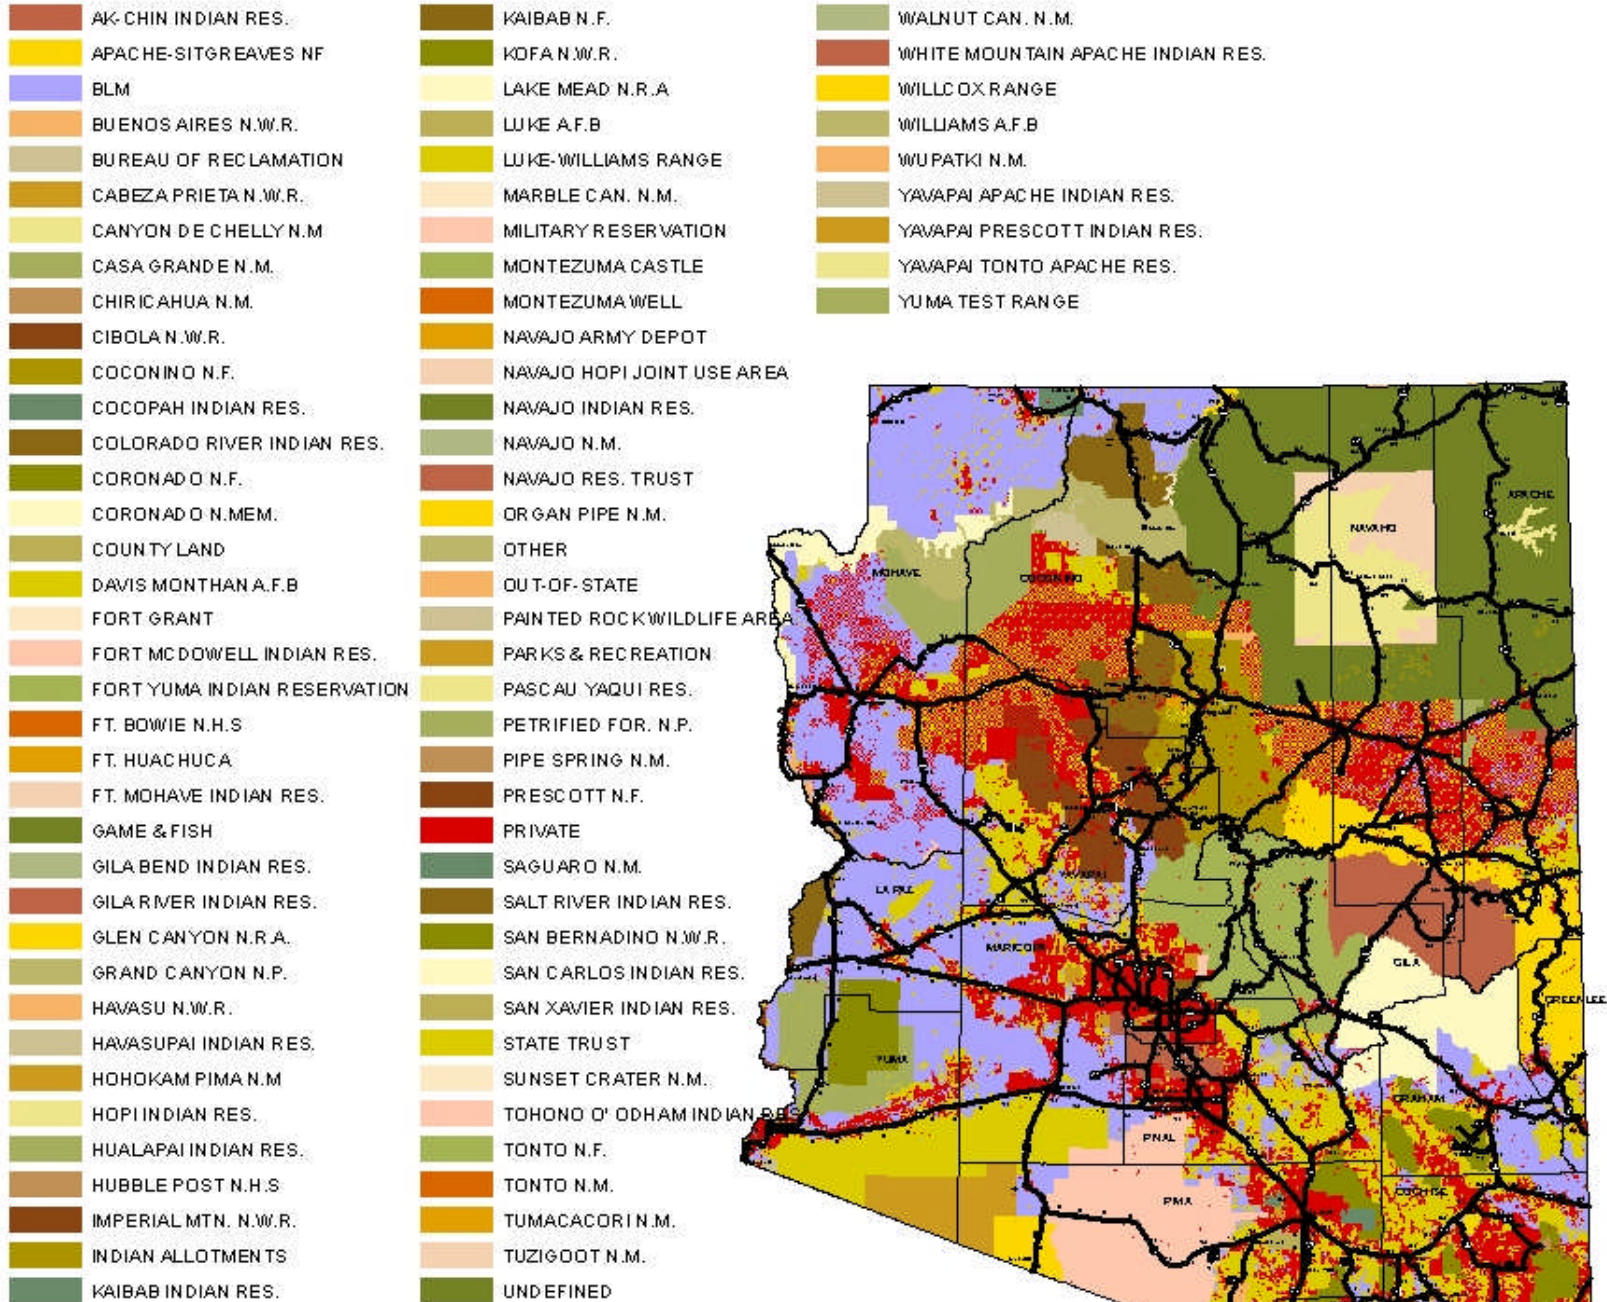 AK-CHIN INDIAN RES.
APACHE-SITGREAVES NF
BLM
BUENOS AIRES N.W.R.
BUREAU OF RECLAMATION
CABEZA PRIETA N.W.R.
CANYON DE CHELLY N.M
CASA GRANDE N.M.
CHIRICAHUA N.M.
CIBOLA N.W.R.
COCONINO N.F.
COCOPAH INDIAN RES.
COLORADO RIVER INDIAN RES.
CORONADO N.F.
CORONADO N.MEM.
COUNTY LAND
DAVIS MONTHAN A.F.B
FORT GRANT
FORT MCDOWELL INDIAN RES.
FORT YUMA INDIAN RESERVATION
FT. BOWIE N.H.S
FT. HUACHUCA
FT. MOHAVE INDIAN RES.
GAME & FISH
GILA BEND INDIAN RES.
GILA RIVER INDIAN RES.
GLEN CANYON N.R.A.
GRAND CANYON N.P.
HAVASU N.W.R.
HAVASUPAI INDIAN RES.
HOHOKAM PIMA N.M
HOPI INDIAN RES.
HUALAPAI INDIAN RES.
HUBBLE POST N.H.S
IMPERIAL MTN. N.W.R.
INDIAN ALLOTMENTS
KAIBAB INDIAN RES.
KAIBAB N.F.
KOFA N.W.R.
LAKE MEAD N.R.A
LUKE A.F.B
LUKE-WILLIAMS RANGE
MARBLE CAN. N.M.
MILITARY RESERVATION
MONTEZUMA CASTLE
MONTEZUMA WELL
NAVAJO ARMY DEPOT
NAVAJO HOPI JOINT USE AREA
NAVAJO INDIAN RES.
NAVAJO N.M.
NAVAJO RES. TRUST
ORGAN PIPE N.M.
OTHER
OUT-OF-STATE
PAINTED ROCK WILDLIFE AREA
PARKS & RECREATION
PASCAU YAQUI RES.
PETRIFIED FOR. N.P.
PIPE SPRING N.M.
PRESCOTT N.F.
PRIVATE
SAGUARO N.M.
SALT RIVER INDIAN RES.
SAN BERNADINO N.W.R.
SAN CARLOS INDIAN RES.
SAN XAVIER INDIAN RES.
STATE TRUST
SUNSET CRATER N.M.
TOHONO O' ODHAM INDIAN RES
TONTO N.F.
TONTO N.M.
TUMACACORI N.M.
TUZIGOOT N.M.
UNDEFINED
WALNUT CAN. N.M.
WHITE MOUNTAIN APACHE INDIAN RES.
WILLCOX RANGE
WILLIAMS A.F.B
WUPATKI N.M.
YAVAPAI APACHE INDIAN RES.
YAVAPAI PRESCOTT INDIAN RES.
YAVAPAI TONTO APACHE RES.
YUMA TEST RANGE
APACHE
NAVAHO
MOHAVE
COCONINO
YAVAPAI
LA PAZ
MARICOPA
GILA
GREENLEE
YUMA
GRAHAM
PINAL
PIMA
COCHISE